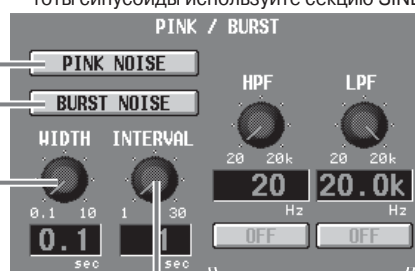 тоты синусоиды используйте секцию SINE
PINK / BURST
PINK NOISE
BURST NOISE
HPF LPF
WIDTH INTERVAL
20 20k 20 20k
20 20.0k
Hz Hz
0.1 10 1 30
0.1 1
OFF OFF
sec sec